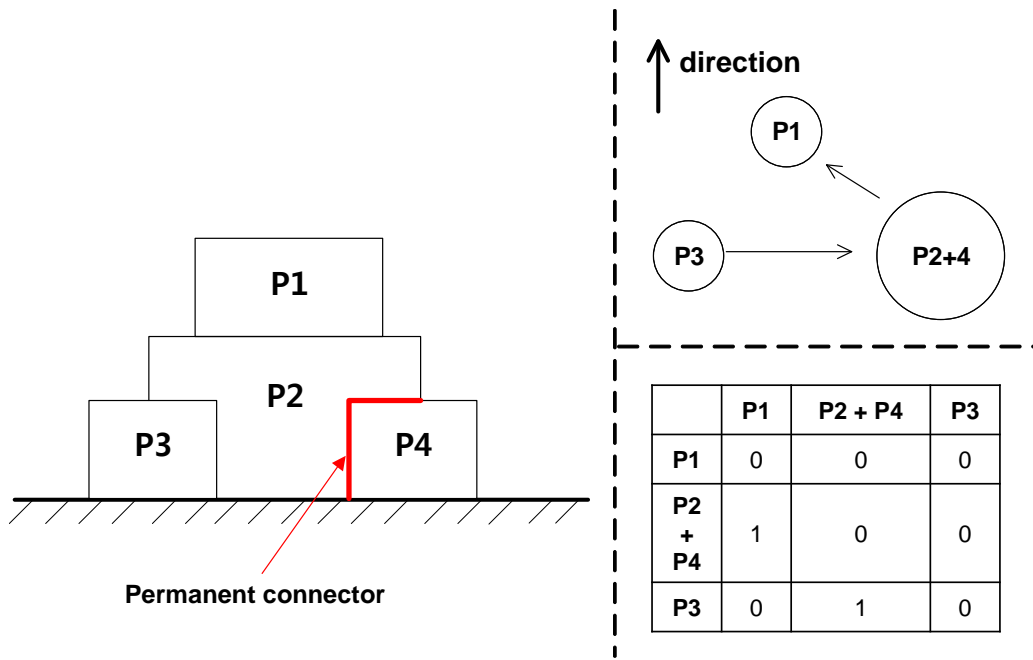 P1
P2
P3
P4
Permanent connector
direction
P1
P3
P2+4
P1 P2 + P4 P3
P1 0 0 0
P2
+
P4 1 0 0
P3 0 1 0